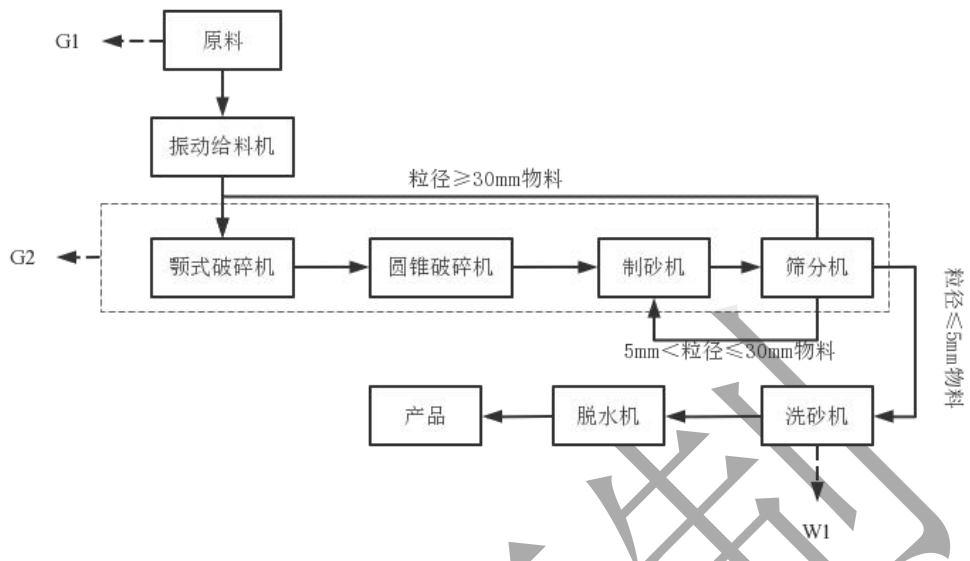 G1
原料
振动给料机
粒径≥30mm物料
G2
颚式破碎机
圆锥破碎机
制砂机
筛分机
粒径≤5mm物料
5mm＜粒径≤30mm物料
产品
脱水机
洗砂机
W1